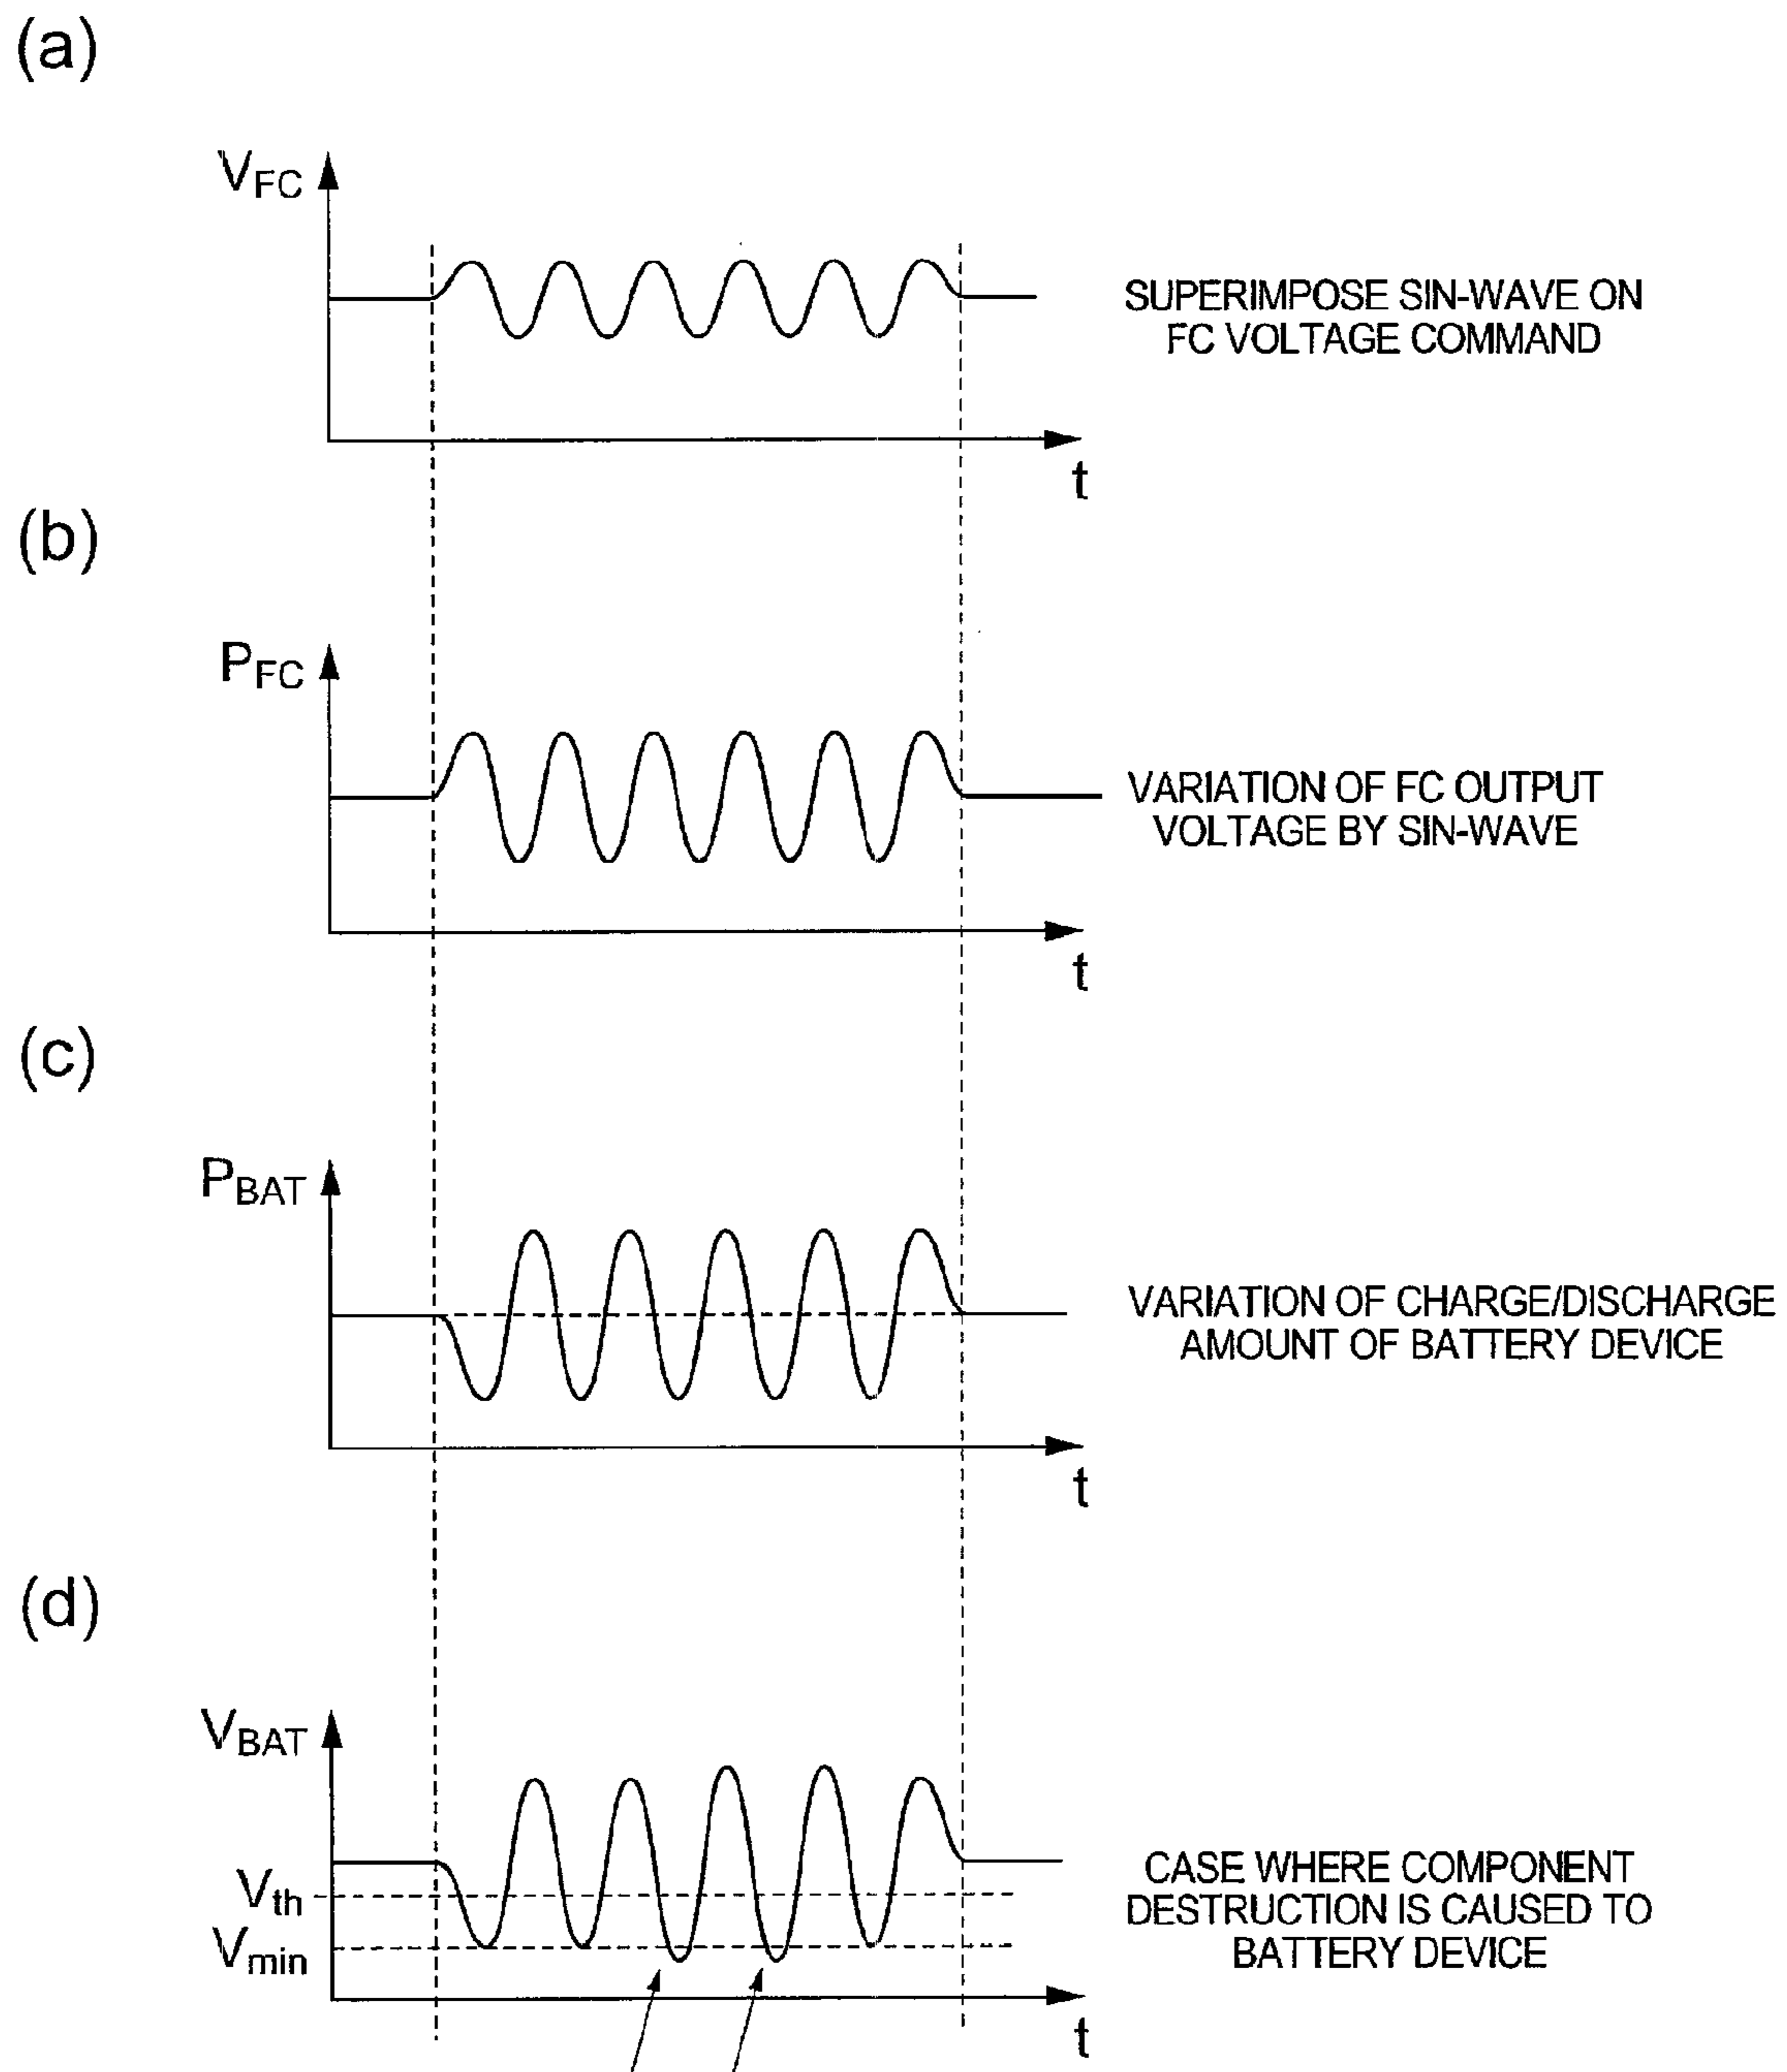 (a)
VFC
SUPERIMPOSE SIN-WAVE ON
FC VOLTAGE COMMAND
t
(b)
PFC
VARIATION OF FC OUTPUT
VOLTAGE BY SIN-WAVE
t
(c)
PBAT
VARIATION OF CHARGE/DISCHARGE
AMOUNT OF BATTERY DEVICE
t
(d)
VBAT
Vth
Vmin
CASE WHERE COMPONENT
DESTRUCTION IS CAUSED TO
BATTERY DEVICE
t